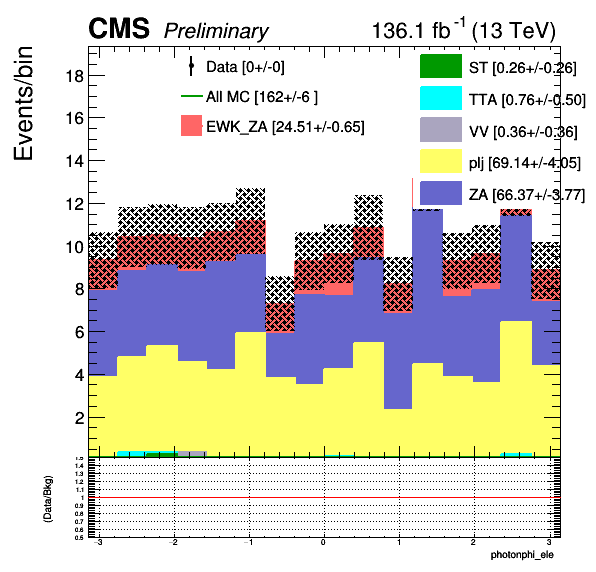 CMS Preliminary 136.1 fb⁻¹ (13 TeV)
Events/bin
18
16
14
12
10
8
6
4
2
Data [0+/-0]
All MC [162+/-6 ]
EWK_ZA [24.51+/-0.65]
ST [0.26+/-0.26]
TTA [0.76+/-0.50]
VV [0.36+/-0.36]
plj [69.14+/-4.05]
ZA [66.37+/-3.77]
(Data/Bkg)
1.5
1.4
1.3
1.2
1.1
1
0.9
0.8
0.7
0.6
0.5
−3 −2 −1 0 1 2 3
photonphi_ele